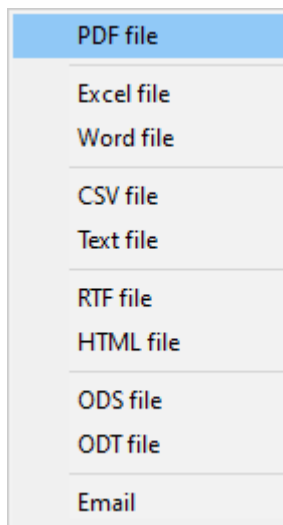 PDF file
Excel file
Word file
CSV file
Text file
RTF file
HTML file
ODS file
ODT file
Email